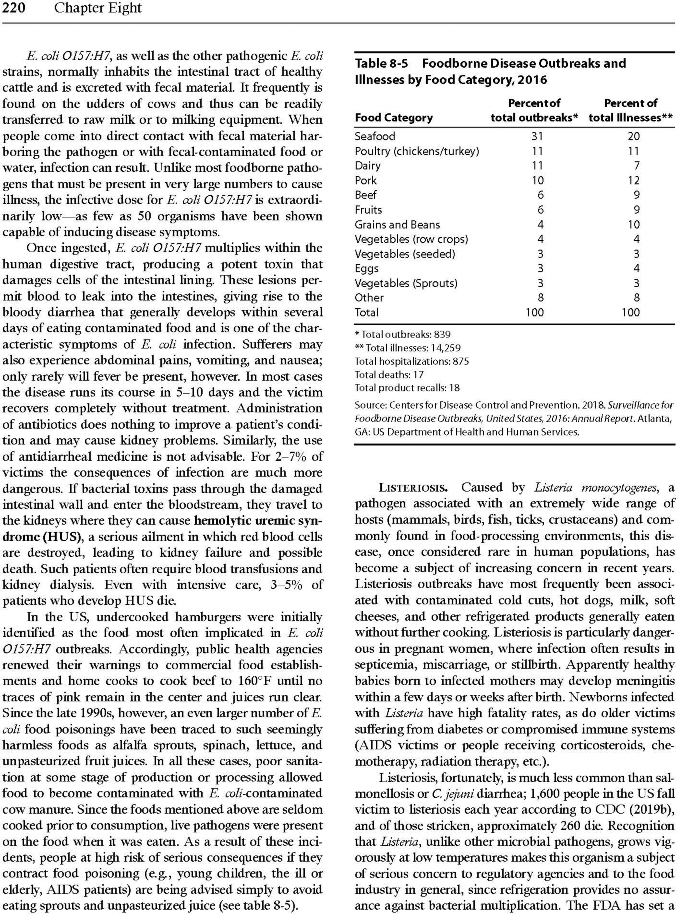 220 Chapter Eight
E. coli O157:H7, as well as the other pathogenic E. coli
strains, normally inhabits the intestinal tract of healthy
cattle and is excreted with fecal material. It frequently is
found on the udders of cows and thus can be readily
transferred to raw milk or to milking equipment. When
people come into direct contact with fecal material har-
boring the pathogen or with fecal-contaminated food or
water, infection can result. Unlike most foodborne patho-
gens that must be present in very large numbers to cause
illness, the infective dose for E. coli O157:H7 is extraordi-
narily low—as few as 50 organisms have been shown
capable of inducing disease symptoms.
Once ingested, E. coli O157:H7 multiplies within the
human digestive tract, producing a potent toxin that
damages cells of the intestinal lining. These lesions per-
mit blood to leak into the intestines, giving rise to the
bloody diarrhea that generally develops within several
days of eating contaminated food and is one of the char-
acteristic symptoms of E. coli infection. Sufferers may
also experience abdominal pains, vomiting, and nausea;
only rarely will fever be present, however. In most cases
the disease runs its course in 5–10 days and the victim
recovers completely without treatment. Administration
of antibiotics does nothing to improve a patient's condi-
tion and may cause kidney problems. Similarly, the use
of antidiarrheal medicine is not advisable. For 2–7% of
victims the consequences of infection are much more
dangerous. If bacterial toxins pass through the damaged
intestinal wall and enter the bloodstream, they travel to
the kidneys where they can cause hemolytic uremic syn-
drome (HUS), a serious ailment in which red blood cells
are destroyed, leading to kidney failure and possible
death. Such patients often require blood transfusions and
kidney dialysis. Even with intensive care, 3–5% of
patients who develop HUS die.
In the US, undercooked hamburgers were initially
identified as the food most often implicated in E. coli
O157:H7 outbreaks. Accordingly, public health agencies
renewed their warnings to commercial food establish-
ments and home cooks to cook beef to 160°F until no
traces of pink remain in the center and juices run clear.
Since the late 1990s, however, an even larger number of E.
coli food poisonings have been traced to such seemingly
harmless foods as alfalfa sprouts, spinach, lettuce, and
unpasteurized fruit juices. In all these cases, poor sanita-
tion at some stage of production or processing allowed
food to become contaminated with E. coli-contaminated
cow manure. Since the foods mentioned above are seldom
cooked prior to consumption, live pathogens were present
on the food when it was eaten. As a result of these inci-
dents, people at high risk of serious consequences if they
contract food poisoning (e.g., young children, the ill or
elderly, AIDS patients) are being advised simply to avoid
eating sprouts and unpasteurized juice (see table 8-5).
Table 8-5 Foodborne Disease Outbreaks and
Illnesses by Food Category, 2016
Percent of Percent of
Food Category total outbreaks* total Illnesses**
Seafood 31 20
Poultry (chickens/turkey) 11 11
Dairy 11 7
Pork 10 12
Beef 6 9
Fruits 6 9
Grains and Beans 4 10
Vegetables (row crops) 4 4
Vegetables (seeded) 3 3
Eggs 3 4
Vegetables (Sprouts) 3 3
Other 8 8
Total 100 100
* Total outbreaks: 839
** Total illnesses: 14,259
Total hospitalizations: 875
Total deaths: 17
Total product recalls: 18
Source: Centers for Disease Control and Prevention. 2018. Surveillance for
Foodborne Disease Outbreaks, United States, 2016: Annual Report. Atlanta,
GA: US Department of Health and Human Services.
LISTERIOSIS. Caused by Listeria monocytogenes, a
pathogen associated with an extremely wide range of
hosts (mammals, birds, fish, ticks, crustaceans) and com-
monly found in food-processing environments, this dis-
ease, once considered rare in human populations, has
become a subject of increasing concern in recent years.
Listeriosis outbreaks have most frequently been associ-
ated with contaminated cold cuts, hot dogs, milk, soft
cheeses, and other refrigerated products generally eaten
without further cooking. Listeriosis is particularly danger-
ous in pregnant women, where infection often results in
septicemia, miscarriage, or stillbirth. Apparently healthy
babies born to infected mothers may develop meningitis
within a few days or weeks after birth. Newborns infected
with Listeria have high fatality rates, as do older victims
suffering from diabetes or compromised immune systems
(AIDS victims or people receiving corticosteroids, che-
motherapy, radiation therapy, etc.).
Listeriosis, fortunately, is much less common than sal-
monellosis or C. jejuni diarrhea; 1,600 people in the US fall
victim to listeriosis each year according to CDC (2019b),
and of those stricken, approximately 260 die. Recognition
that Listeria, unlike other microbial pathogens, grows vig-
orously at low temperatures makes this organism a subject
of serious concern to regulatory agencies and to the food
industry in general, since refrigeration provides no assur-
ance against bacterial multiplication. The FDA has set a